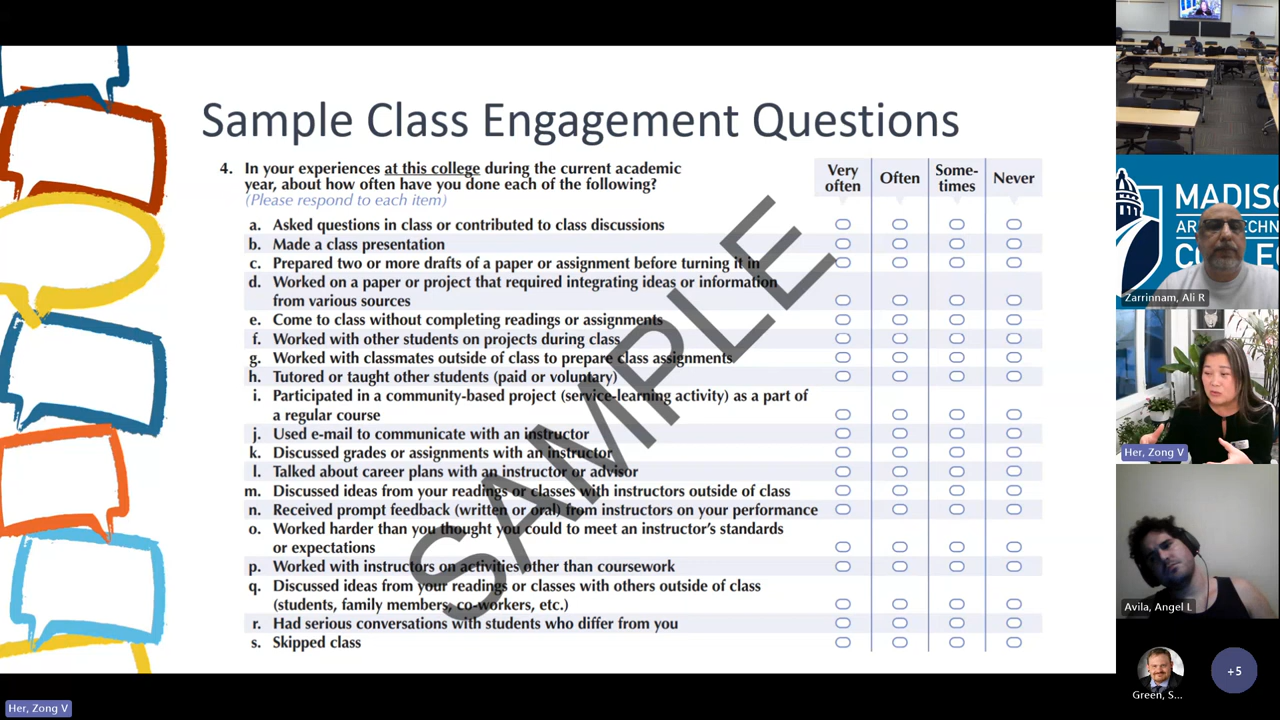 Sample Class Engagement Questions
4. In your experiences at this college during the current academic
year, about how often have you done each of the following?
(Please respond to each item)
Very often
Often
Some-times
Never
a. Asked questions in class or contributed to class discussions
b. Made a class presentation
c. Prepared two or more drafts of a paper or assignment before turning it in
d. Worked on a paper or project that required integrating ideas or information
from various sources
e. Come to class without completing readings or assignments
f. Worked with other students on projects during class
g. Worked with classmates outside of class to prepare class assignments
h. Tutored or taught other students (paid or voluntary)
i. Participated in a community-based project (service-learning activity) as a part of
a regular course
j. Used e-mail to communicate with an instructor
k. Discussed grades or assignments with an instructor
l. Talked about career plans with an instructor or advisor
m. Discussed ideas from your readings or classes with instructors outside of class
n. Received prompt feedback (written or oral) from instructors on your performance
o. Worked harder than you thought you could to meet an instructor's standards
or expectations
p. Worked with instructors on activities other than coursework
q. Discussed ideas from your readings or classes with others outside of class
(students, family members, co-workers, etc.)
r. Had serious conversations with students who differ from you
s. Skipped class
SAMPLE
Her, Zong V
MADISO
Zarrinnam, Ali R
Her, Zong V
Avila, Angel L
Green, S...
+5